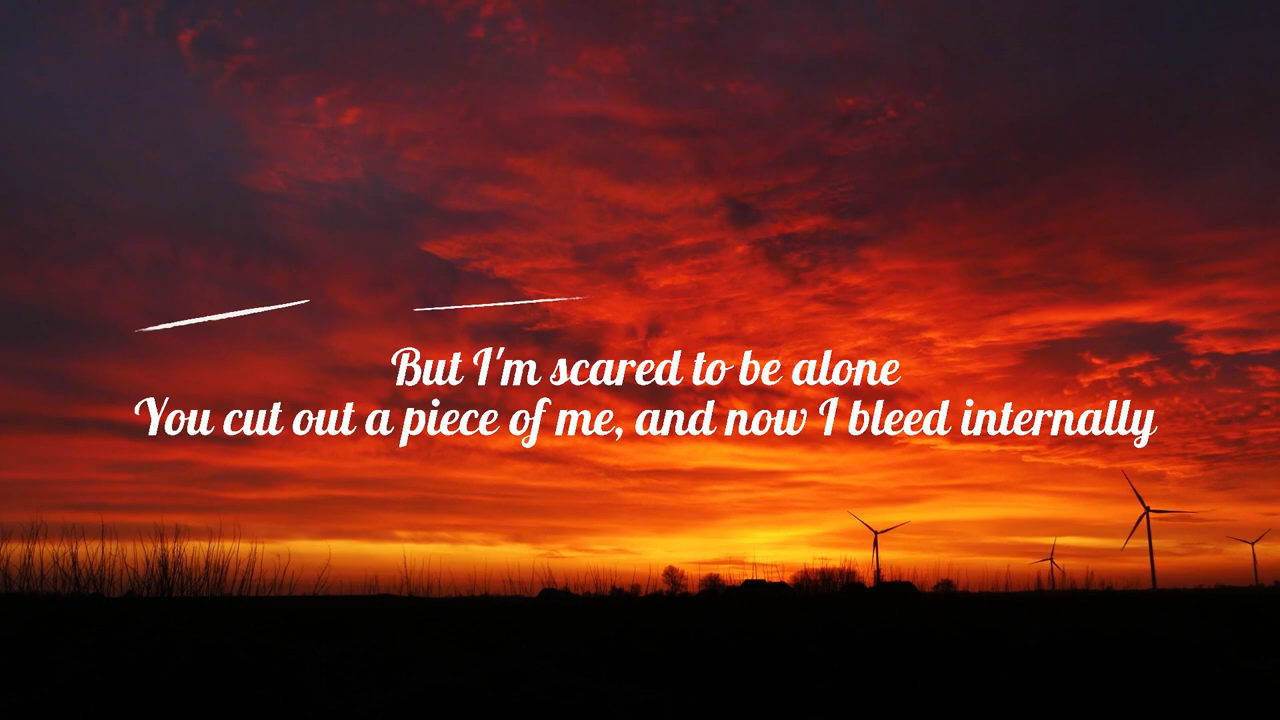 But I'm scared to be alone
You cut out a piece of me, and now I bleed internally